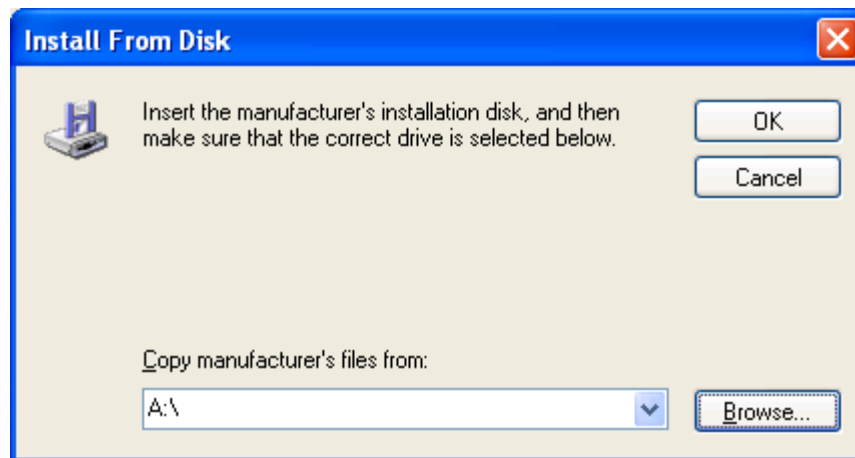 Install From Disk
Insert the manufacturer's installation disk, and then
make sure that the correct drive is selected below.
OK
Cancel
Copy manufacturer's files from:
A:\
Browse...